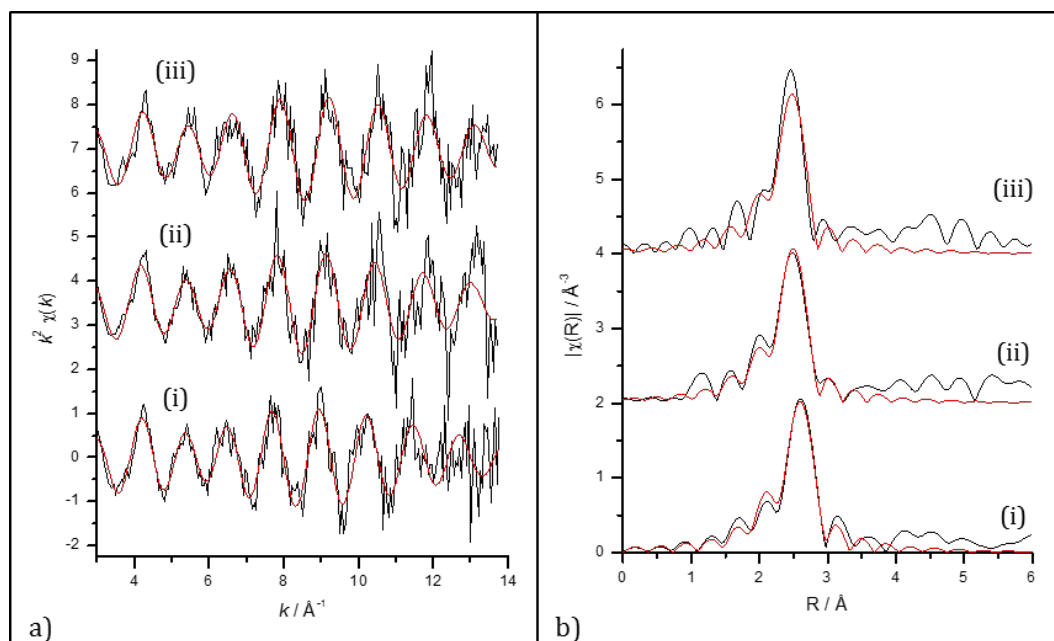 9
8
7
6
5
4
3
2
1
0
-1
-2
k² χ(k)
(iii)
(ii)
(i)
4 6 8 10 12 14
k / Å⁻¹
a)
6
5
4
3
2
1
0
|χ(R)| / Å⁻³
(iii)
(ii)
(i)
0 1 2 3 4 5 6
R / Å
b)